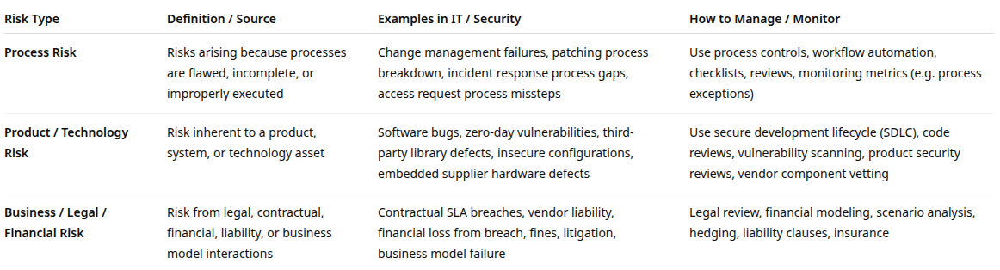 Risk Type Definition / Source Examples in IT / Security How to Manage / Monitor
Process Risk
Risks arising because processes
are flawed, incomplete, or
improperly executed
Change management failures, patching process
breakdown, incident response process gaps,
access request process missteps
Use process controls, workflow automation,
checklists, reviews, monitoring metrics (e.g. process
exceptions)
Product / Technology
Risk
Risk inherent to a product,
system, or technology asset
Software bugs, zero-day vulnerabilities, third-
party library defects, insecure configurations,
embedded supplier hardware defects
Use secure development lifecycle (SDLC), code
reviews, vulnerability scanning, product security
reviews, vendor component vetting
Business / Legal /
Financial Risk
Risk from legal, contractual,
financial, liability, or business
model interactions
Contractual SLA breaches, vendor liability,
financial loss from breach, fines, litigation,
business model failure
Legal review, financial modeling, scenario analysis,
hedging, liability clauses, insurance